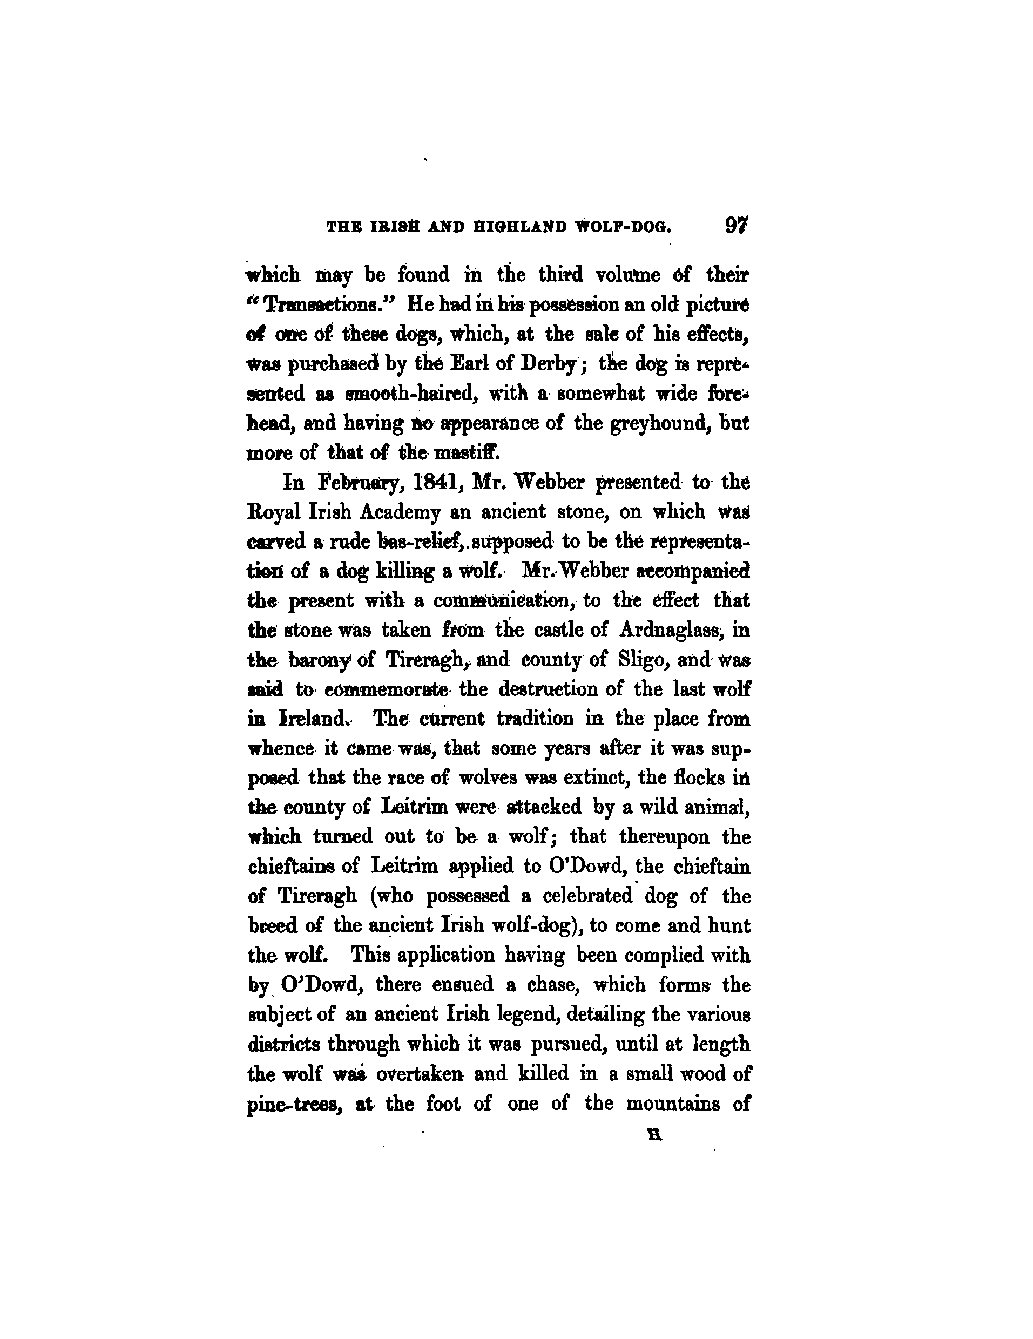 THE IRISH AND HIGHLAND WOLF-DOG. 97
which may be found in the third volume of their
“Transactions.” He had in his possession an old picture
of one of these dogs, which, at the sale of his effects,
was purchased by the Earl of Derby; the dog is repre-
sented as smooth-haired, with a somewhat wide fore-
head, and having no appearance of the greyhound, but
more of that of the mastiff.
In February, 1841, Mr. Webber presented to the
Royal Irish Academy an ancient stone, on which was
carved a rude bas-relief, supposed to be the representa-
tion of a dog killing a wolf. Mr. Webber accompanied
the present with a communication, to the effect that
the stone was taken from the castle of Ardnaglass, in
the barony of Tireragh, and county of Sligo, and was
said to commemorate the destruction of the last wolf
in Ireland. The current tradition in the place from
whence it came was, that some years after it was sup-
posed that the race of wolves was extinct, the flocks in
the county of Leitrim were attacked by a wild animal,
which turned out to be a wolf; that thereupon the
chieftains of Leitrim applied to O'Dowd, the chieftain
of Tireragh (who possessed a celebrated dog of the
breed of the ancient Irish wolf-dog), to come and hunt
the wolf. This application having been complied with
by O'Dowd, there ensued a chase, which forms the
subject of an ancient Irish legend, detailing the various
districts through which it was pursued, until at length
the wolf was overtaken and killed in a small wood of
pine-trees, at the foot of one of the mountains of
H